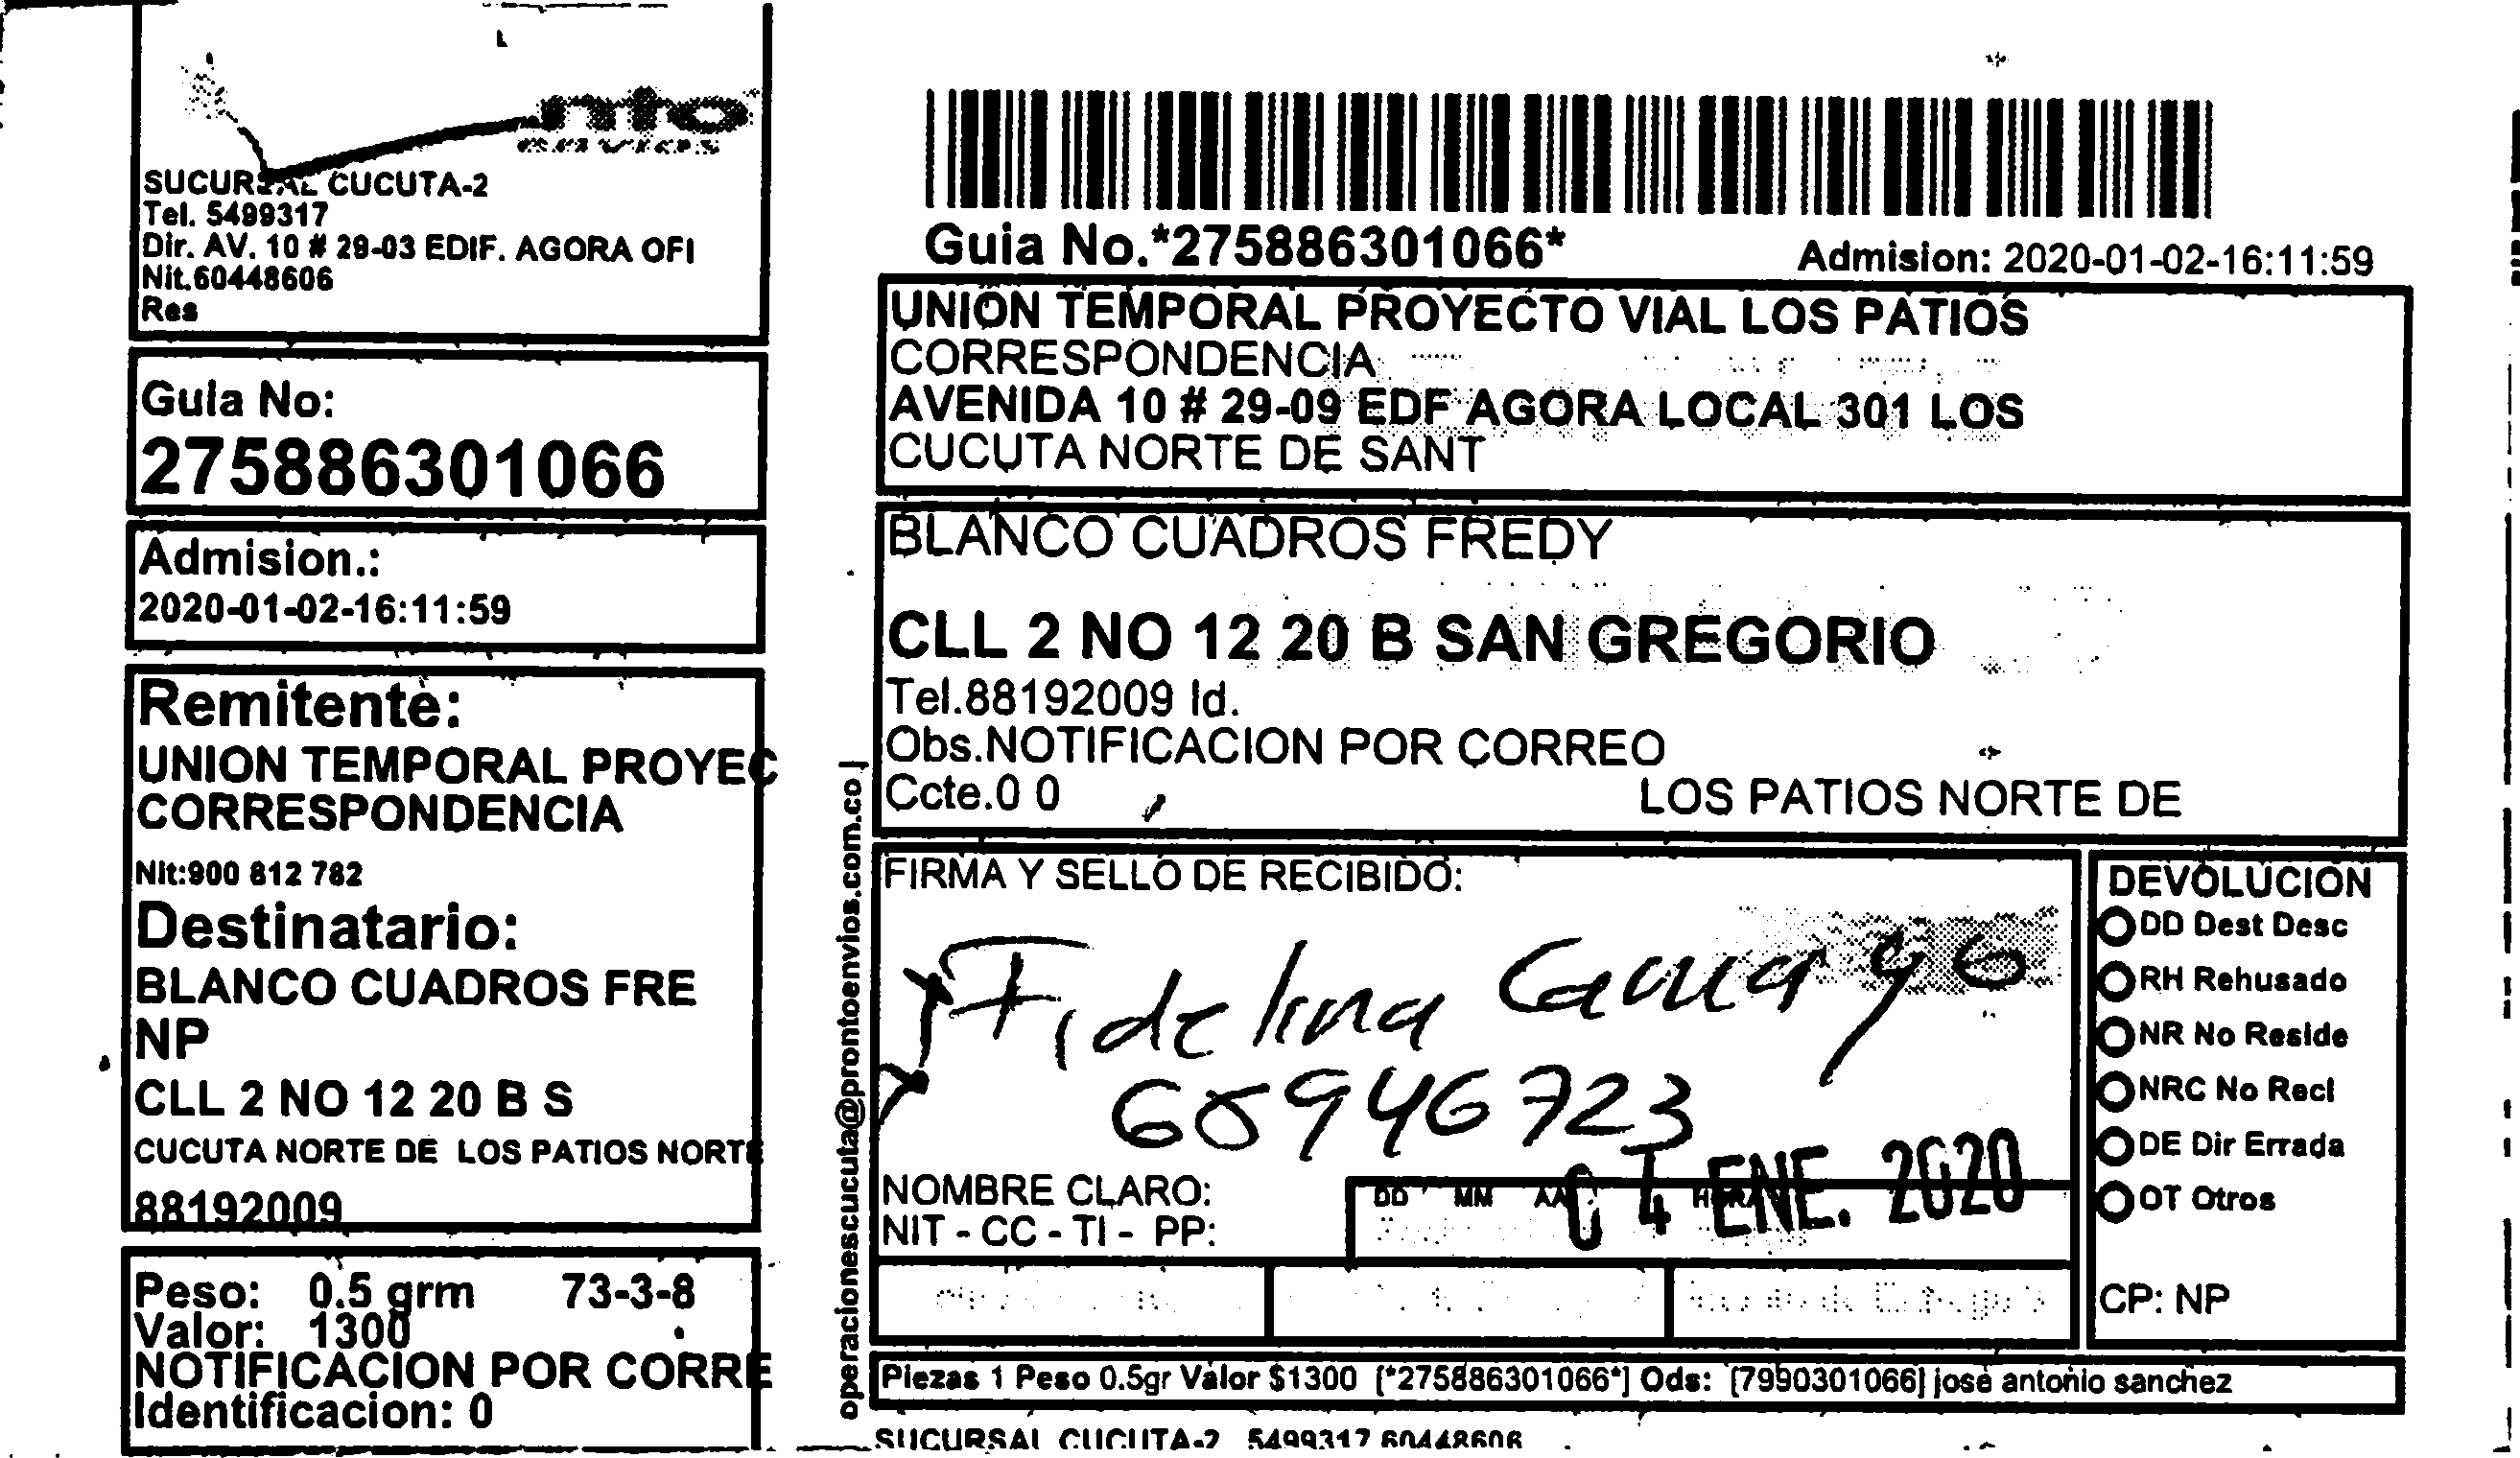 SUCURSAL CUCUTA-2
Tel. 5499317
Dir. AV. 10 # 29-03 EDIF. AGORA OFI
Nit.60448606
Res
Guia No:
275886301066
Admision.:
2020-01-02-16:11:59
Remitente:
UNION TEMPORAL PROYEC
CORRESPONDENCIA
Nit:900 812 782
Destinatario:
BLANCO CUADROS FRE
NP
CLL 2 NO 12 20 B S
CUCUTA NORTE DE LOS PATIOS NORTE
88192009
Peso: 0.5 grm 73-3-8
Valor: 1300
NOTIFICACION POR CORRE
Identificacion: 0
operacionescucuta@prontoenvios.com.co ]
Guia No.*275886301066*
Admision: 2020-01-02-16:11:59
UNION TEMPORAL PROYECTO VIAL LOS PATIOS
CORRESPONDENCIA
AVENIDA 10 # 29-09 EDF AGORA LOCAL 301 LOS
CUCUTA NORTE DE SANT
BLANCO CUADROS FREDY
CLL 2 NO 12 20 B SAN GREGORIO
Tel.88192009 Id.
Obs.NOTIFICACION POR CORREO
Ccte.0 0 LOS PATIOS NORTE DE
FIRMA Y SELLO DE RECIBIDO:
Fidelina
NOMBRE CLARO:
NIT - CC - TI - PP:
DD MM AA HORA
ENE. 2020
DEVOLUCION
DD Dest Desc
RH Rehusado
NR No Reside
NRC No Recl
DE Dir Errada
OT Otros
CP: NP
Piezas 1 Peso 0.5gr Valor $1300 [*275886301066*] Ods: [7990301066] jose antonio sanchez
SUCURSAL CUCUTA-2 5499317 60448606